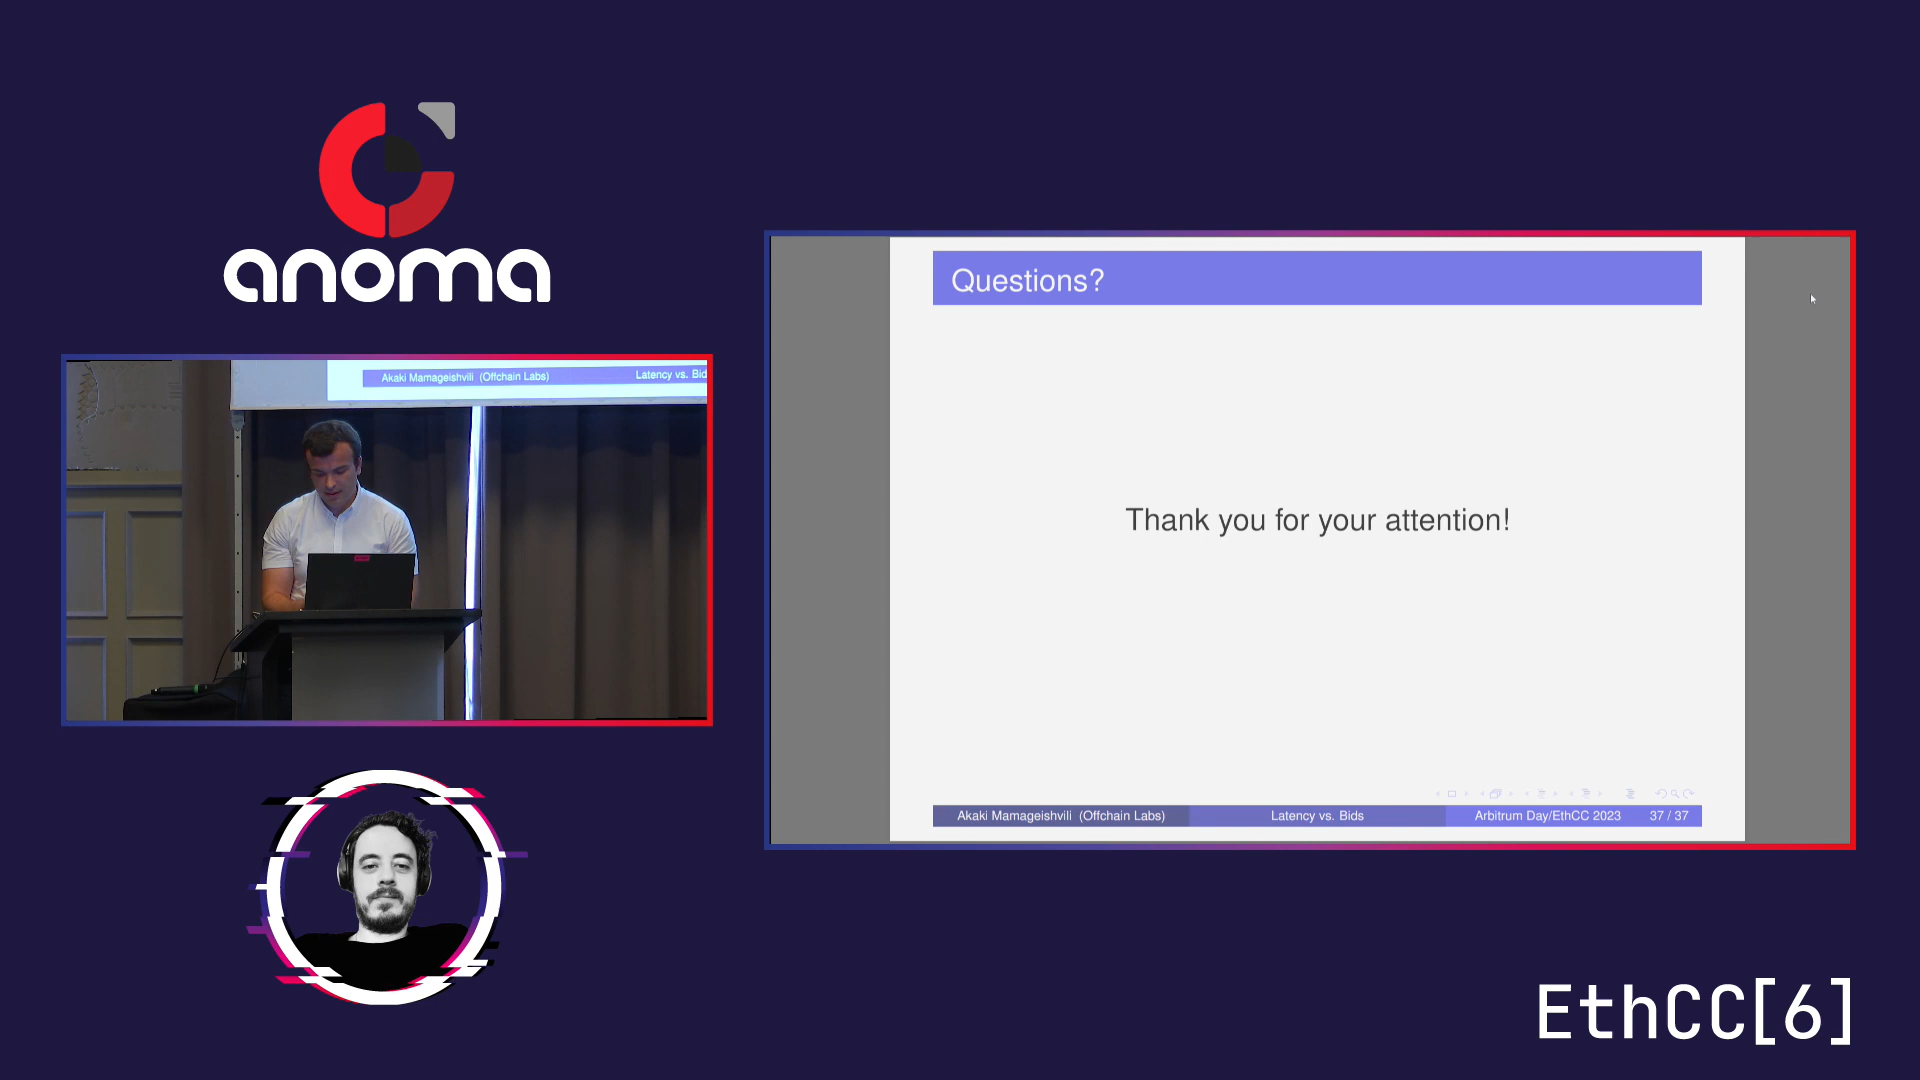 anoma
Akaki Mamageishvili (Offchain Labs)
Latency vs. Bid
Questions?
Thank you for your attention!
Akaki Mamageishvili (Offchain Labs)
Latency vs. Bids
Arbitrum Day/EthCC 2023
37 / 37
EthCC[6]